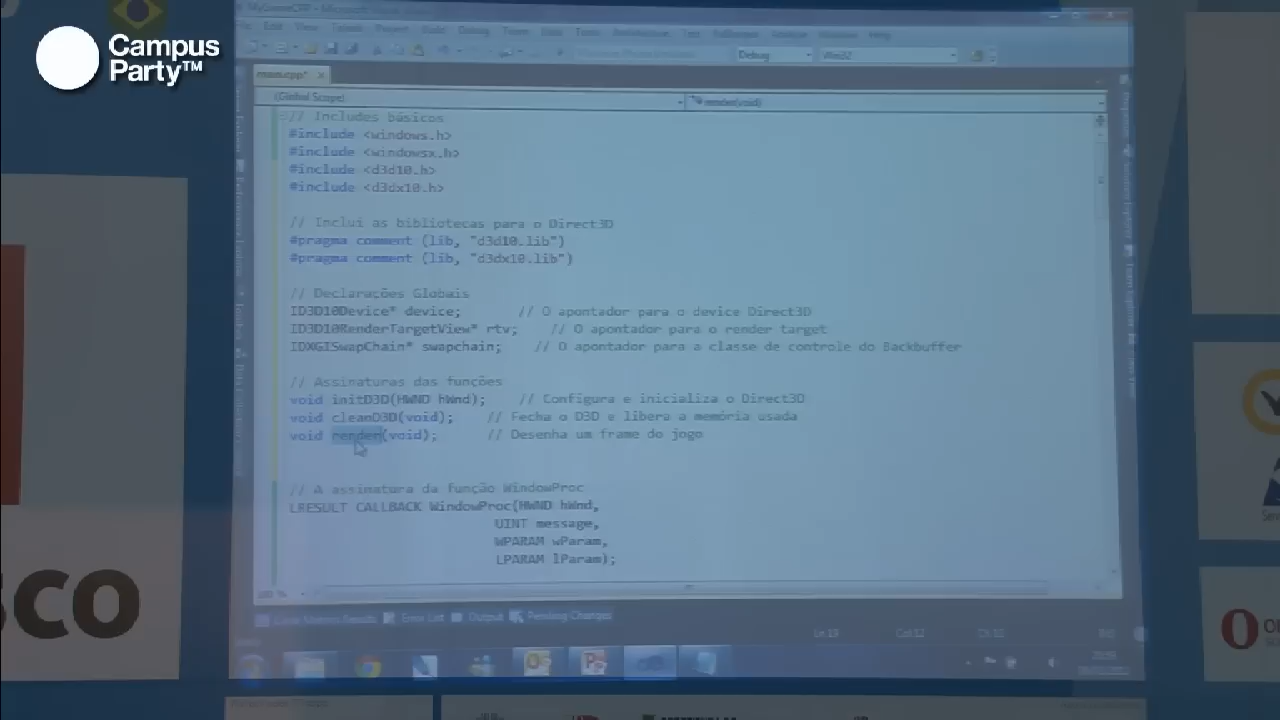 Campus
Party™
Debug
Win32
main.cpp*
(Global Scope)
render(void)
// Includes básicos
#include <windows.h>
#include <windowsx.h>
#include <d3d10.h>
#include <d3dx10.h>
// Inclui as bibliotecas para o Direct3D
#pragma comment (lib, "d3d10.lib")
#pragma comment (lib, "d3dx10.lib")
// Declarações Globais
ID3D10Device* device; // O apontador para o device Direct3D
ID3D10RenderTargetView* rtv; // O apontador para o render target
IDXGISwapChain* swapchain; // O apontador para a classe de controle do Backbuffer
// Assinaturas das funções
void initD3D(HWND hWnd); // Configura e inicializa o Direct3D
void cleanD3D(void); // Fecha o D3D e libera a memória usada
void render(void); // Desenha um frame do jogo
// A assinatura da função WindowProc
LRESULT CALLBACK WindowProc(HWND hWnd,
UINT message,
WPARAM wParam,
LPARAM lParam);
Error List
Output
Pending Changes
sco